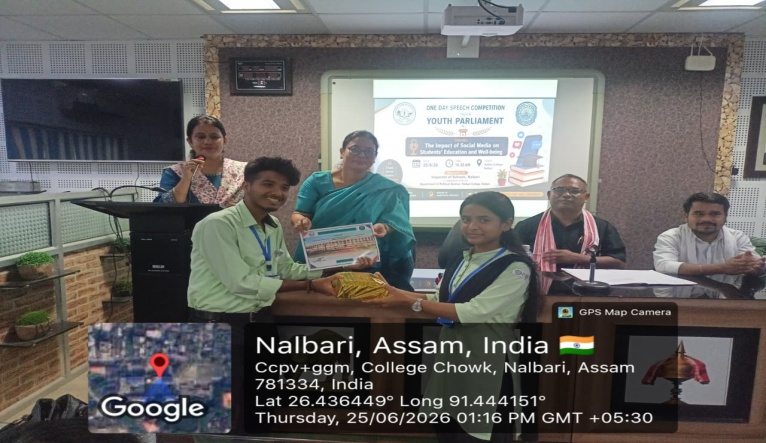 ONE DAY SPEECH COMPETITION
YOUTH PARLIAMENT
The Impact of Social Media on
Students' Education and Well-being
GPS Map Camera
Nalbari, Assam, India
Ccpv+ggm, College Chowk, Nalbari, Assam
781334, India
Lat 26.436449° Long 91.444151°
Thursday, 25/06/2026 01:16 PM GMT +05:30
Google